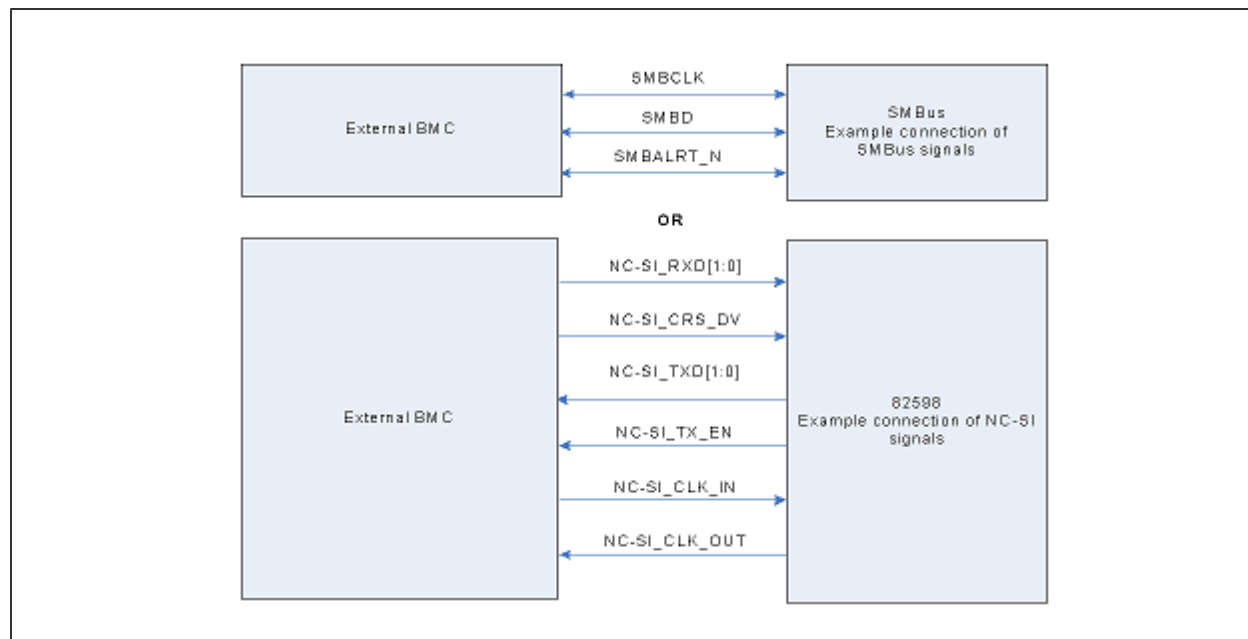 SMBCLK
SMBD
SMBALRT_N
External BMC
SMBus
Example connection of
SMBus signals
OR
NC-SI_RXD[1:0]
NC-SI_CRS_DV
NC-SI_TXD[1:0]
NC-SI_TX_EN
NC-SI_CLK_IN
NC-SI_CLK_OUT
External BMC
82598
Example connection of NC-SI
signals